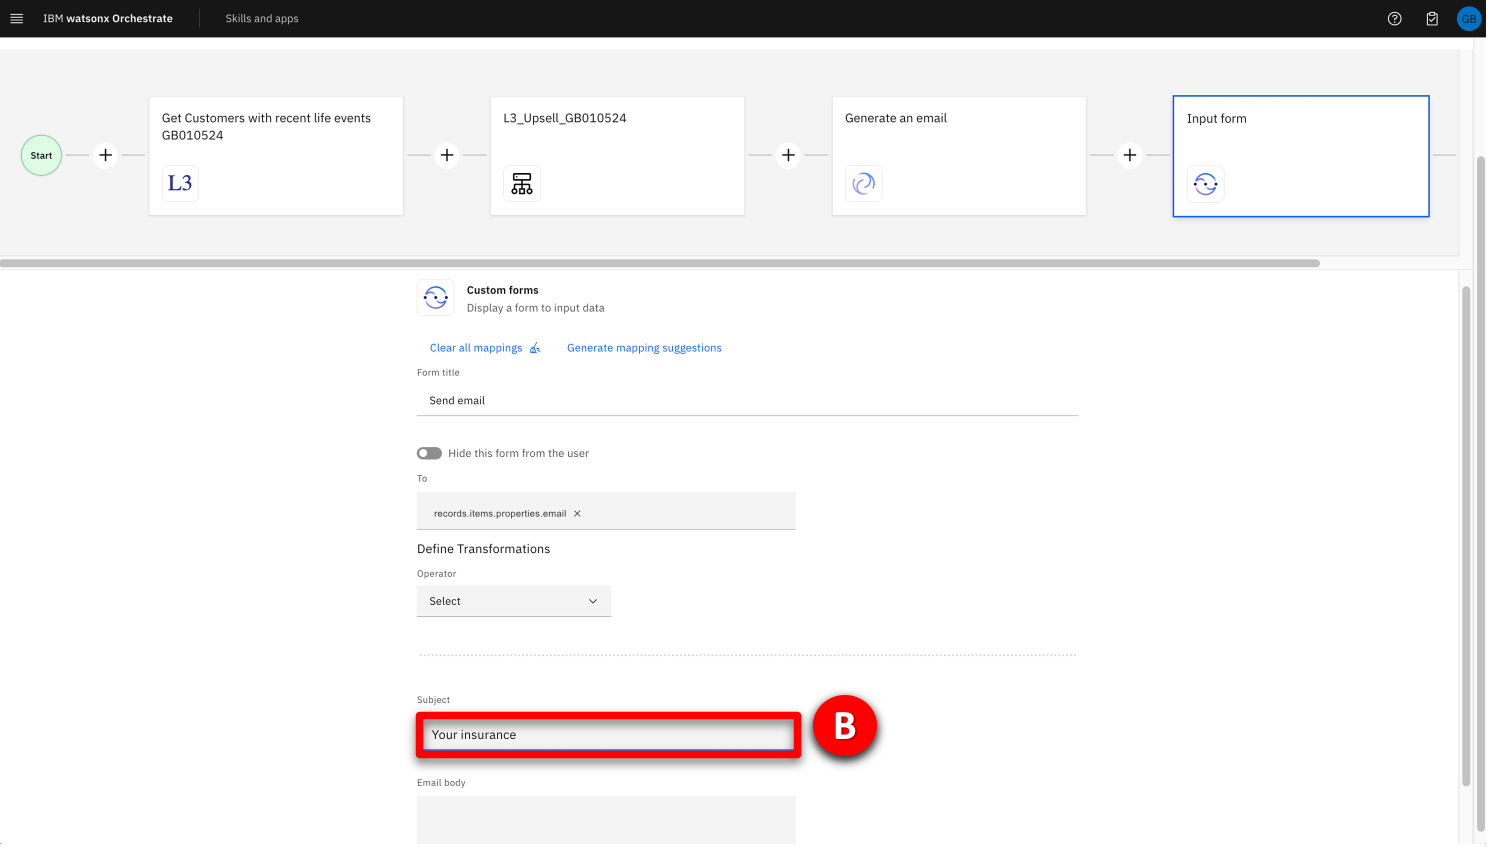 IBM watsonx Orchestrate
Skills and apps
GB
Start
Get Customers with recent life events
GB010524
L3
L3_Upsell_GB010524
Generate an email
Input form
Custom forms
Display a form to input data
Clear all mappings
Generate mapping suggestions
Form title
Send email
Hide this form from the user
To
records.items.properties.email
Define Transformations
Operator
Select
Subject
Your insurance
B
Email body